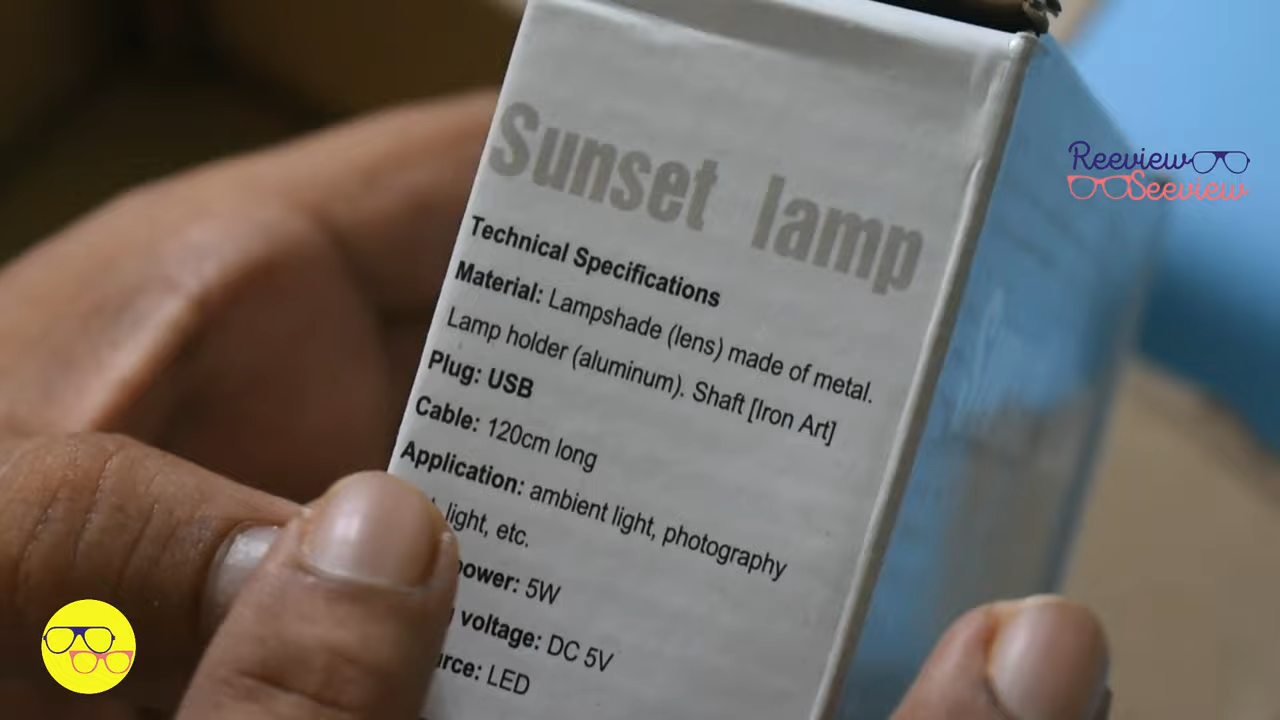 Sunset lamp
Technical Specifications
Material: Lampshade (lens) made of metal.
Lamp holder (aluminum). Shaft [Iron Art]
Plug: USB
Cable: 120cm long
Application: ambient light, photography
light, etc.
power: 5W
voltage: DC 5V
LED
Reeview
Seeview